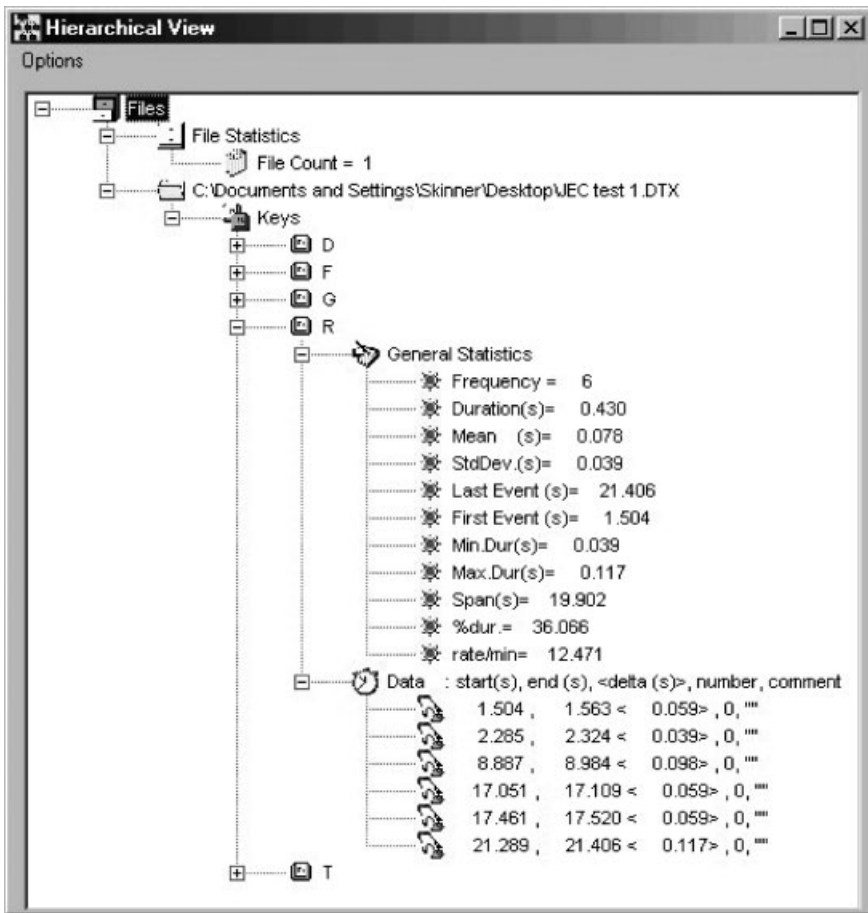 Hierarchical View
Options
Files
File Statistics
File Count = 1
C:\Documents and Settings\Skinner\Desktop\JEC test 1.DTX
Keys
D
F
G
R
General Statistics
Frequency = 6
Duration(s)= 0.430
Mean (s)= 0.078
StdDev.(s)= 0.039
Last Event (s)= 21.406
First Event (s)= 1.504
Min.Dur(s)= 0.039
Max.Dur(s)= 0.117
Span(s)= 19.902
%dur.= 36.066
rate/min= 12.471
Data : start(s), end (s), <delta (s)>, number, comment
1.504 , 1.563 < 0.059> , 0, ""
2.285 , 2.324 < 0.039> , 0, ""
8.887 , 8.984 < 0.098> , 0, ""
17.051 , 17.109 < 0.059> , 0, ""
17.461 , 17.520 < 0.059> , 0, ""
21.289 , 21.406 < 0.117> , 0, ""
T